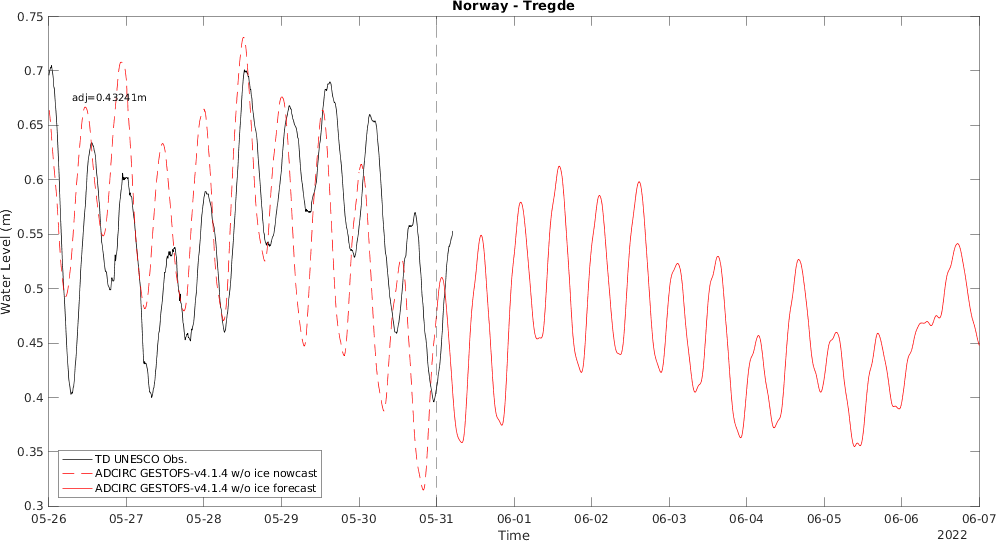 Norway - Tregde
Water Level (m)
0.75
0.7
0.65
0.6
0.55
0.5
0.45
0.4
0.35
0.3
adj=0.43241m
TD UNESCO Obs.
ADCIRC GESTOFS-v4.1.4 w/o ice nowcast
ADCIRC GESTOFS-v4.1.4 w/o ice forecast
05-26 05-27 05-28 05-29 05-30 05-31 06-01 06-02 06-03 06-04 06-05 06-06 06-07
Time
2022